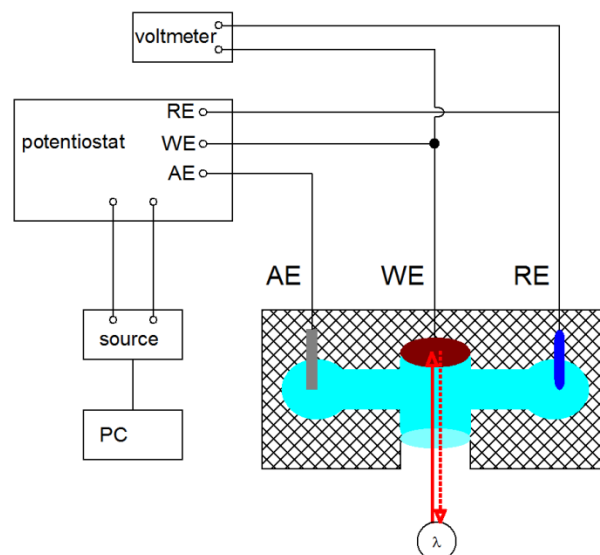 voltmeter
RE
potentiostat
WE
AE
AE
WE
RE
source
PC
λ